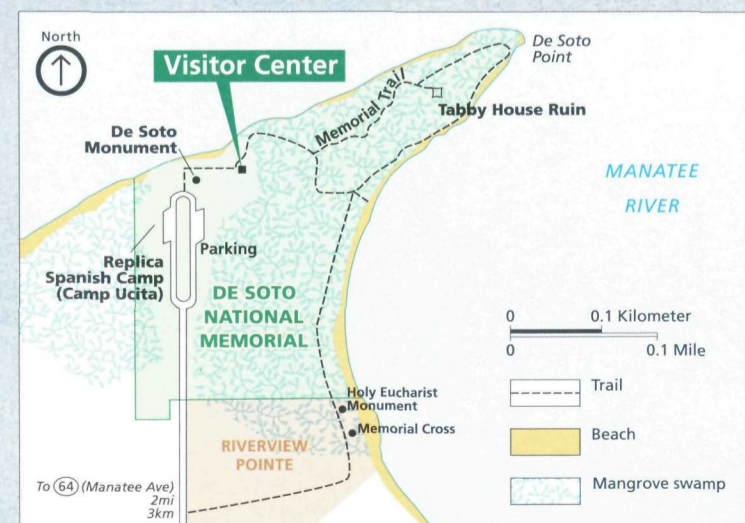 North
De Soto
Point
Visitor Center
Memorial Trail
Tabby House Ruin
De Soto
Monument
MANATEE
RIVER
Parking
Replica
Spanish Camp
(Camp Ucita)
DE SOTO
NATIONAL
MEMORIAL
0 0.1 Kilometer
0 0.1 Mile
Trail
Holy Eucharist
Monument
Memorial Cross
Beach
RIVERVIEW
POINTE
Mangrove swamp
To 64 (Manatee Ave)
2mi
3km